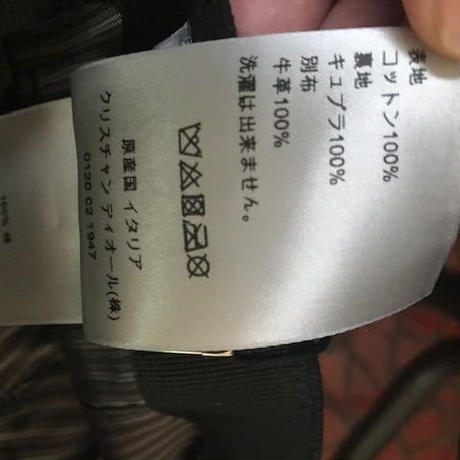 表地
コットン100%
裏地
キュプラ100%
別布
牛革100%
洗濯は出来ません。
原産国 イタリア
クリスチャン ディオール(株)
0120 02 1947
100% 棉